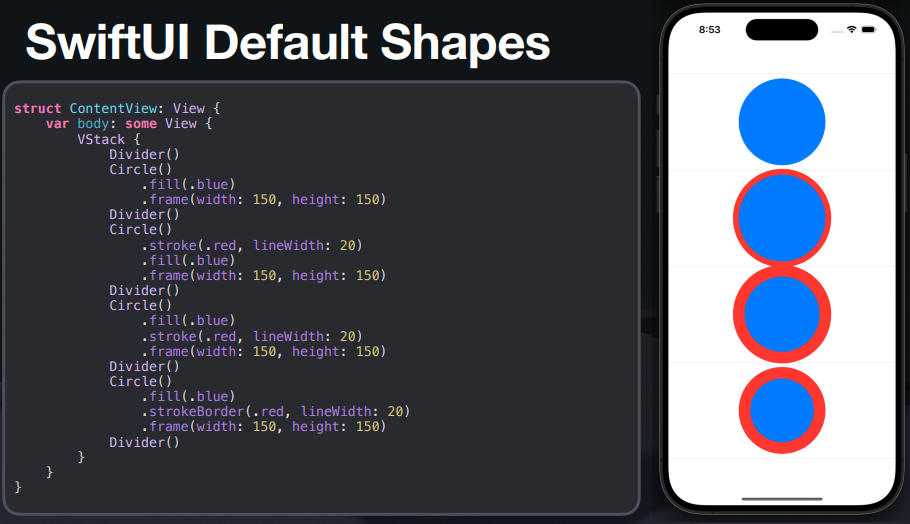 SwiftUI Default Shapes
struct ContentView: View {
    var body: some View {
        VStack {
            Divider()
            Circle()
                .fill(.blue)
                .frame(width: 150, height: 150)
            Divider()
            Circle()
                .stroke(.red, lineWidth: 20)
                .fill(.blue)
                .frame(width: 150, height: 150)
            Divider()
            Circle()
                .fill(.blue)
                .stroke(.red, lineWidth: 20)
                .frame(width: 150, height: 150)
            Divider()
            Circle()
                .fill(.blue)
                .strokeBorder(.red, lineWidth: 20)
                .frame(width: 150, height: 150)
            Divider()
        }
    }
}
8:53